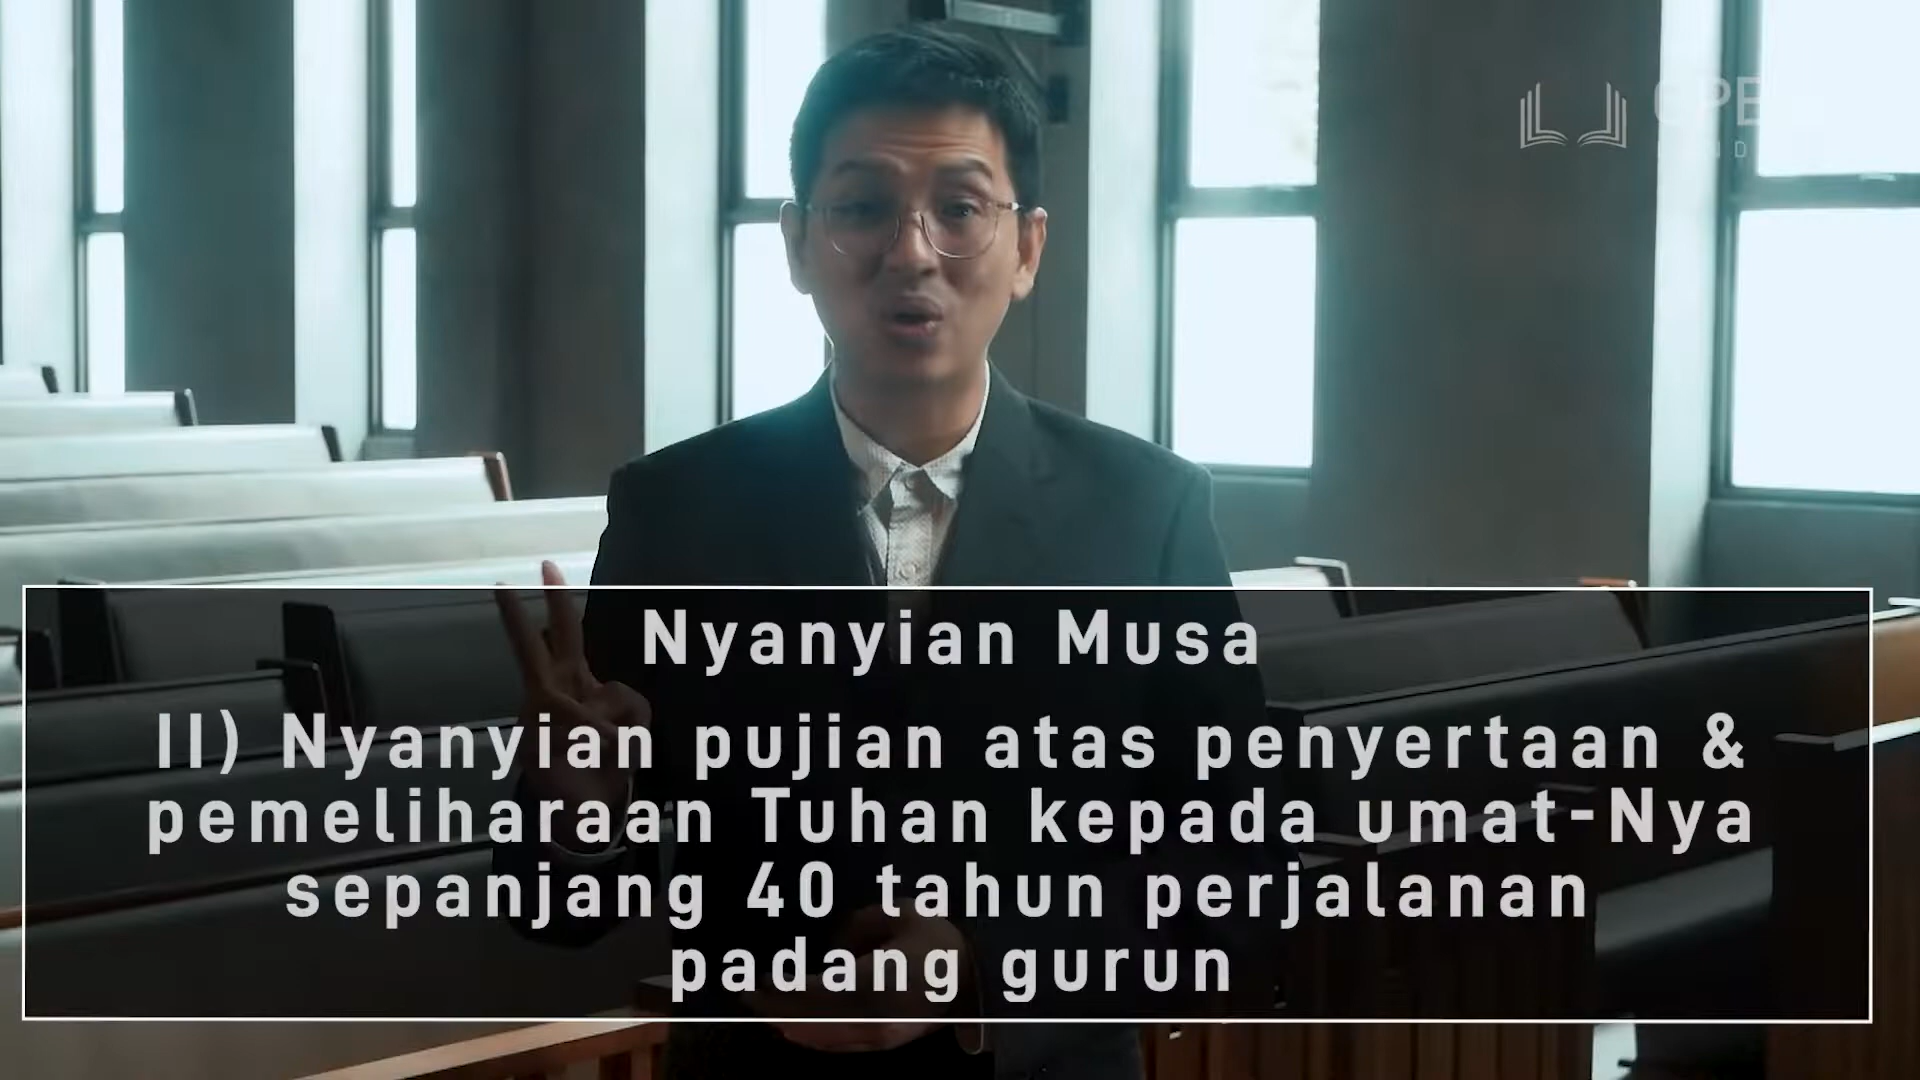 Nyanyian Musa
II) Nyanyian pujian atas penyertaan &
pemeliharaan Tuhan kepada umat-Nya
sepanjang 40 tahun perjalanan
padang gurun